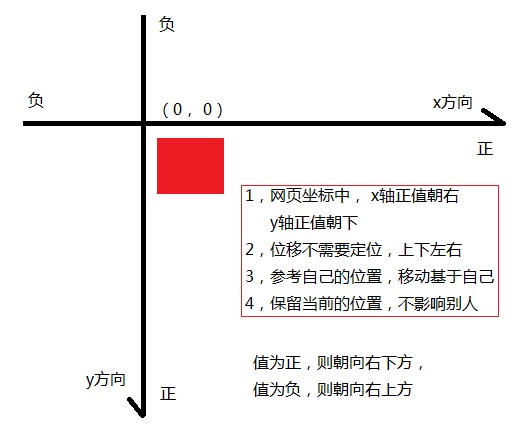 负
负
（0，0）
x方向
正
1，网页坐标中， x轴正值朝右
y轴正值朝下
2，位移不需要定位，上下左右
3，参考自己的位置，移动基于自己
4，保留当前的位置，不影响别人
值为正，则朝向右下方，
y方向
正
值为负，则朝向右上方